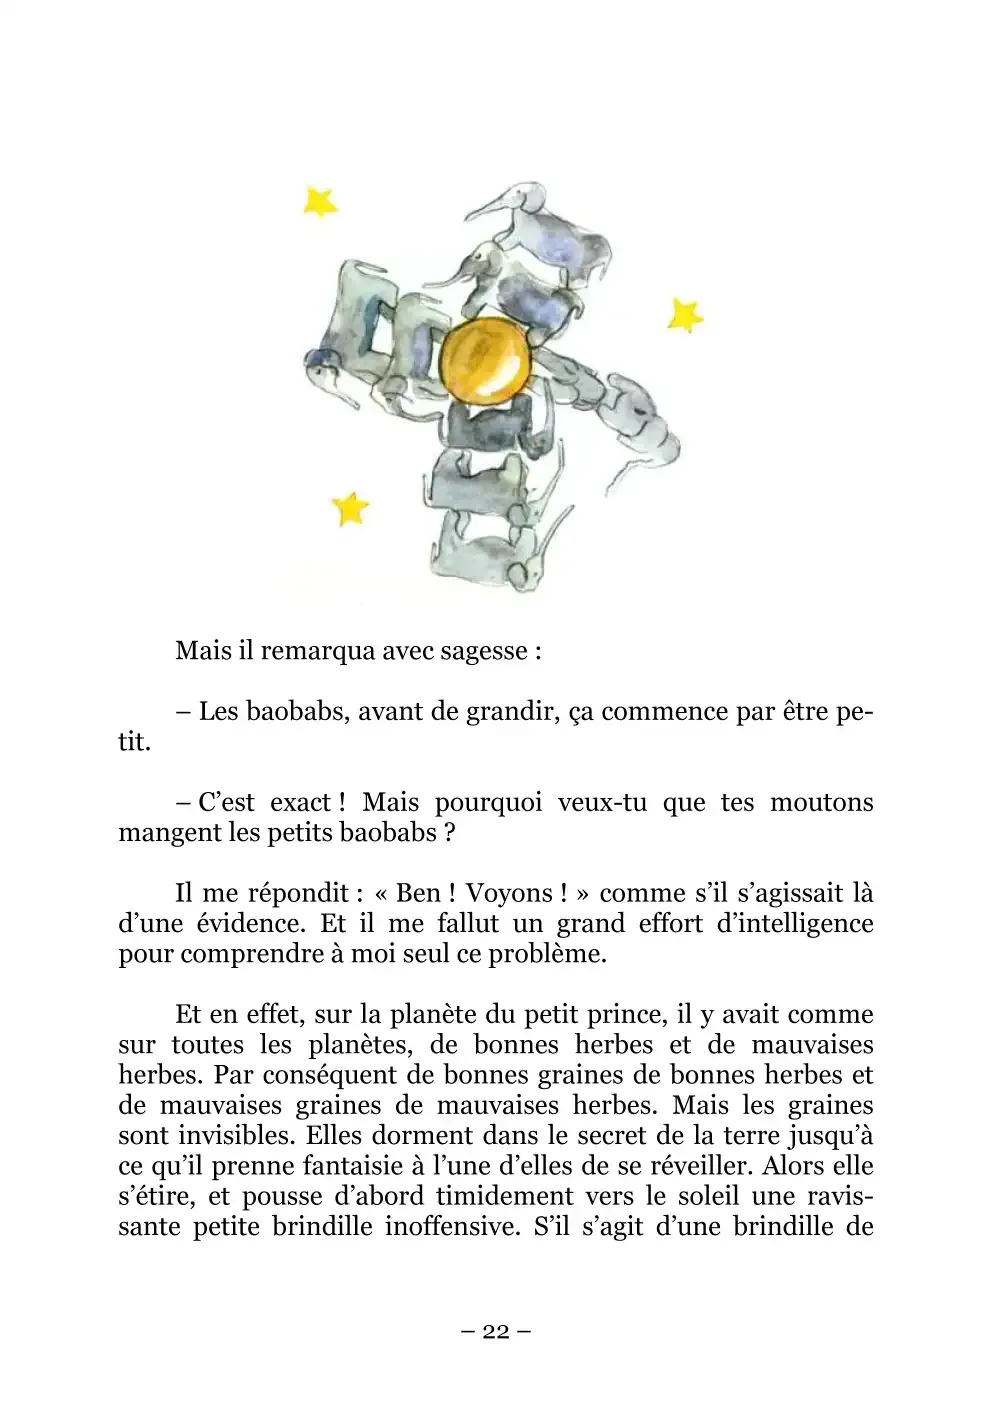 Mais il remarqua avec sagesse :
– Les baobabs, avant de grandir, ça commence par être pe-
tit.
– C’est exact ! Mais pourquoi veux-tu que tes moutons
mangent les petits baobabs ?
Il me répondit : « Ben ! Voyons ! » comme s’il s’agissait là
d’une évidence. Et il me fallut un grand effort d’intelligence
pour comprendre à moi seul ce problème.
Et en effet, sur la planète du petit prince, il y avait comme
sur toutes les planètes, de bonnes herbes et de mauvaises
herbes. Par conséquent de bonnes graines de bonnes herbes et
de mauvaises graines de mauvaises herbes. Mais les graines
sont invisibles. Elles dorment dans le secret de la terre jusqu’à
ce qu’il prenne fantaisie à l’une d’elles de se réveiller. Alors elle
s’étire, et pousse d’abord timidement vers le soleil une ravis-
sante petite brindille inoffensive. S’il s’agit d’une brindille de
– 22 –